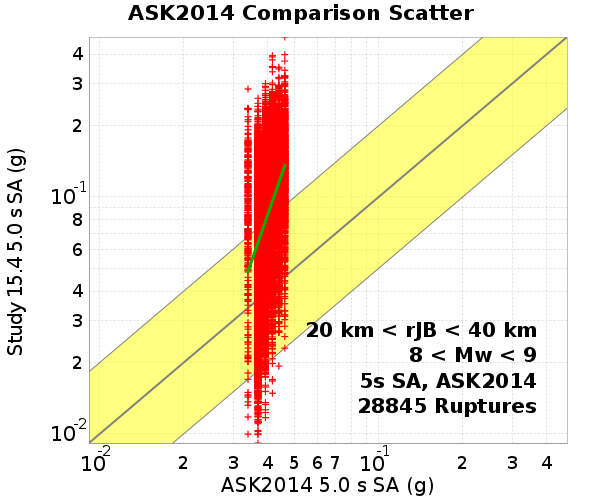 ASK2014 Comparison Scatter
Study 15.4 5.0 s SA (g)
4
3
2
10-1
8
6
4
3
2
10-2
20 km < rJB < 40 km
8 < Mw < 9
5s SA, ASK2014
28845 Ruptures
10-2 2 3 4 5 6 7 10-1 2 3 4
ASK2014 5.0 s SA (g)